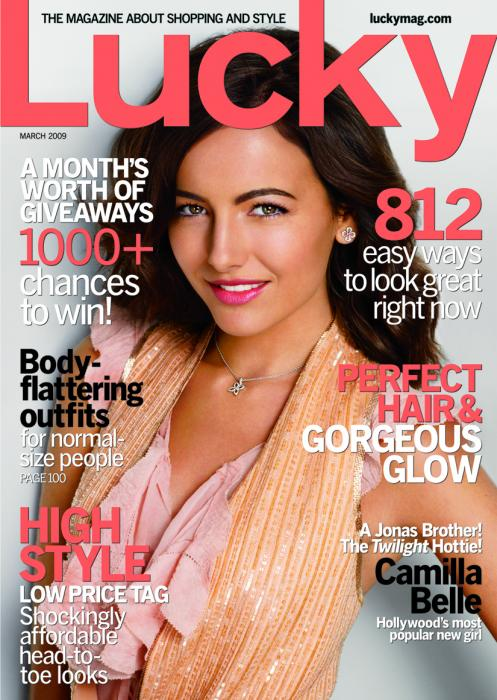 THE MAGAZINE ABOUT SHOPPING AND STYLE
luckymag.com
Lucky
MARCH 2009
A MONTH'S
WORTH OF
GIVEAWAYS
1000+
chances
to win!
812
easy ways
to look great
right now
Body-
flattering
outfits
for normal-
size people
PAGE 100
PERFECT
HAIR &
GORGEOUS
GLOW
HIGH
STYLE
LOW PRICE TAG
Shockingly
affordable
head-to-
toe looks
A Jonas Brother!
The Twilight Hottie!
Camilla
Belle
Hollywood's most
popular new girl